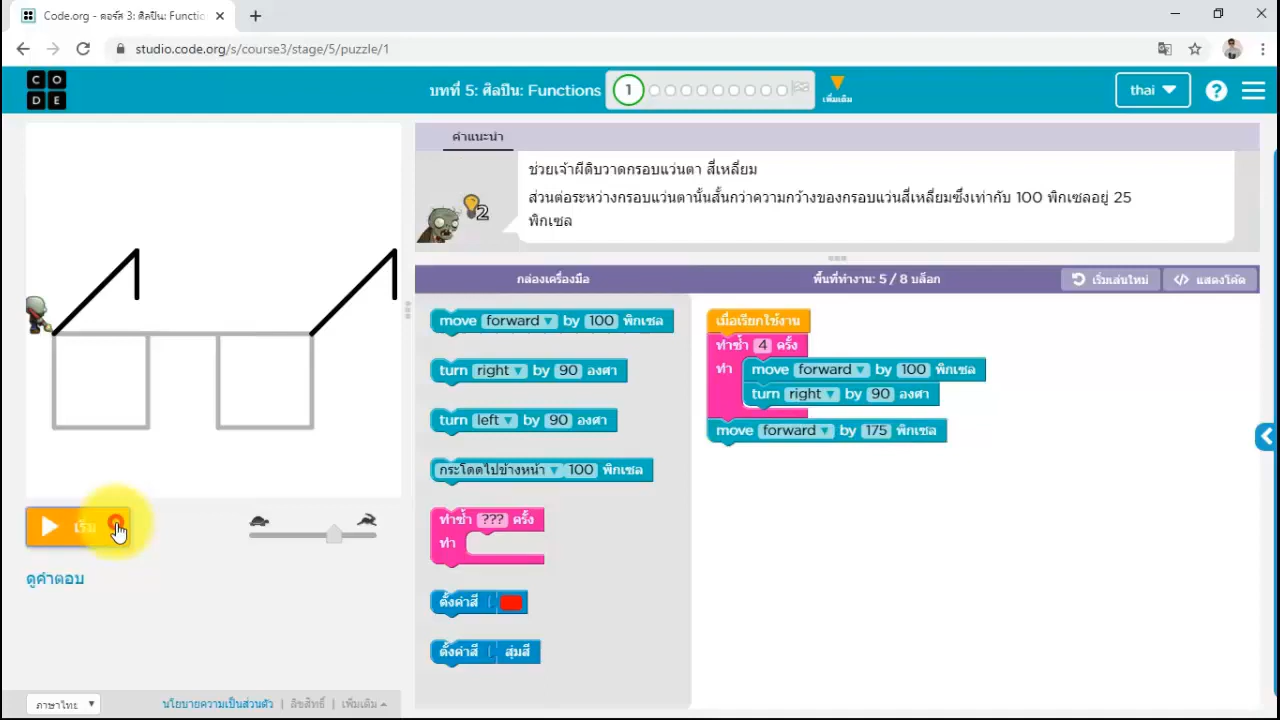 Code.org - คอร์ส 3: ศิลปิน: Functio
studio.code.org/s/course3/stage/5/puzzle/1
C O
D E
บทที่ 5: ศิลปิน: Functions
1
เพิ่มเติม
thai
?
คำแนะนำ
2
ช่วยเจ้าผีดิบวาดกรอบแว่นตา สี่เหลี่ยม
ส่วนต่อระหว่างกรอบแว่นตานั้นสั้นกว่าความกว้างของกรอบแว่นสี่เหลี่ยมซึ่งเท่ากับ 100 พิกเซลอยู่ 25
พิกเซล
กล่องเครื่องมือ
พื้นที่ทำงาน: 5 / 8 บล็อก
เริ่มเล่นใหม่
แสดงโค้ด
move forward by 100 พิกเซล
turn right by 90 องศา
turn left by 90 องศา
กระโดดไปข้างหน้า 100 พิกเซล
ทำซ้ำ ??? ครั้ง
ทำ
ตั้งค่าสี
ตั้งค่าสี สุ่มสี
เมื่อเรียกใช้งาน
ทำซ้ำ 4 ครั้ง
ทำ move forward by 100 พิกเซล
turn right by 90 องศา
move forward by 175 พิกเซล
เริ่ม
ดูคำตอบ
ภาษาไทย
นโยบายความเป็นส่วนตัว | ลิขสิทธิ์ | เพิ่มเติม